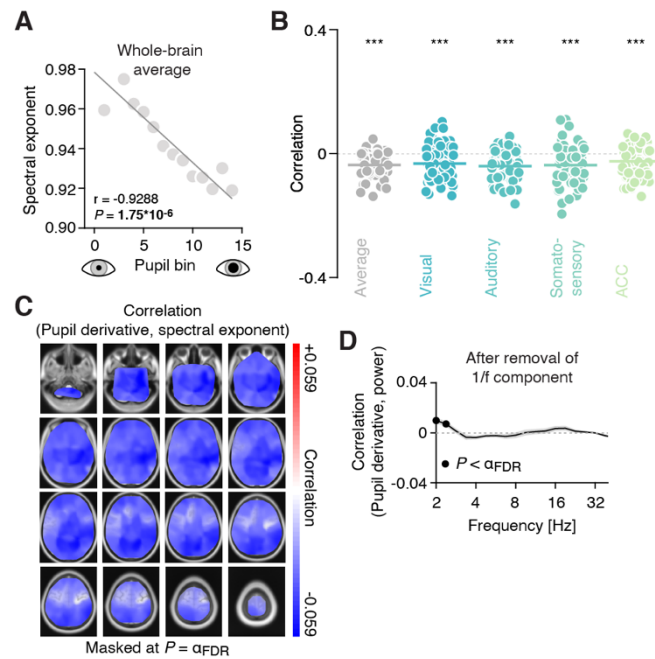 A
Whole-brain
average
Spectral exponent
0.98
0.96
0.94
0.92
0.90
r = -0.9288
P = 1.75*10-6
0
5
10
15
Pupil bin
B
Correlation
0.4
0
-0.4
***
***
***
***
***
Average
Visual
Auditory
Somato-
sensory
ACC
C
Correlation
(Pupil derivative, spectral exponent)
+0.059
Correlation
-0.059
Masked at P = αFDR
D
After removal of
1/f component
Correlation
(Pupil derivative, power)
0.04
0
-0.04
P < αFDR
2
4
8
16
32
Frequency [Hz]